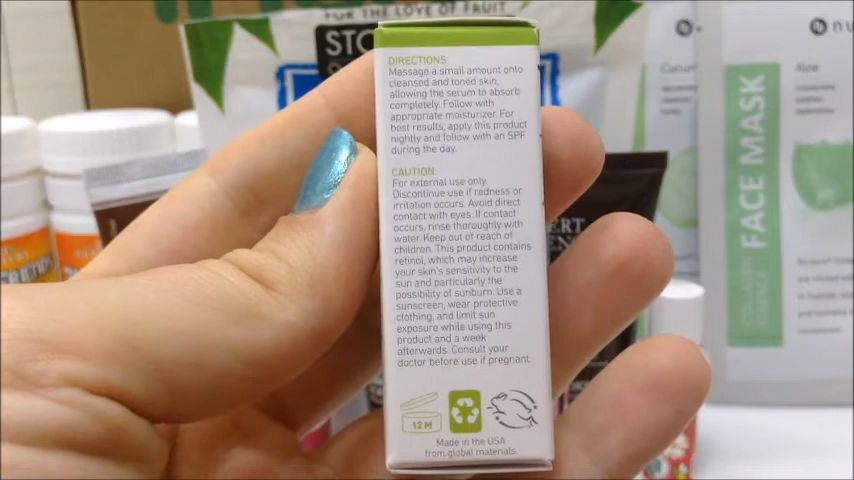 FOR THE LOVE OF FRUIT
DIRECTIONS:
Massage a small amount onto
cleansed and toned skin,
allowing the serum to absorb
completely. Follow with
appropriate moisturizer. For
best results, apply this product
nightly and follow with an SPF
during the day.
CAUTION:
For external use only.
Discontinue use if redness or
irritation occurs. Avoid direct
contact with eyes. If contact
occurs, rinse thoroughly with
water. Keep out of reach of
children. This product contains
retinol, which may increase
your skin's sensitivity to the
sun and particularly the
possibility of sunburn. Use a
sunscreen, wear protective
clothing, and limit sun
exposure while using this
product and a week
afterwards. Consult your
doctor before use if pregnant.
12 M
Made in the USA
from global materials.
FACE MASK
Aloe